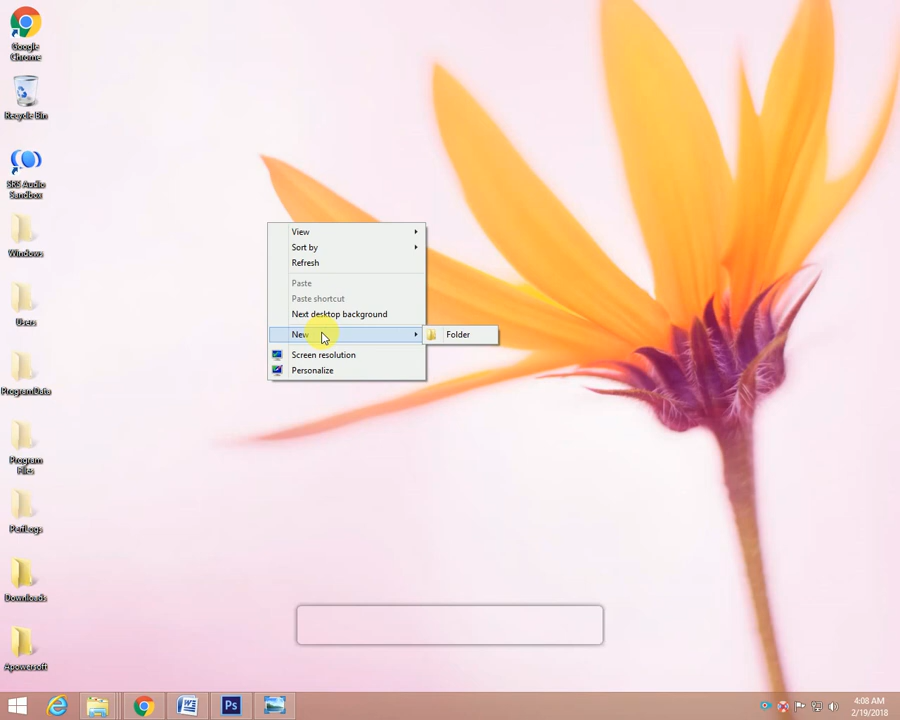 Google
Chrome
Recycle Bin
SRS Audio
Sandbox
Windows
Users
ProgramData
Program
Files
PerfLogs
Downloads
Apowersoft
View
Sort by
Refresh
Paste
Paste shortcut
Next desktop background
New
Folder
Screen resolution
Personalize
Ps
4:08 AM
2/19/2018